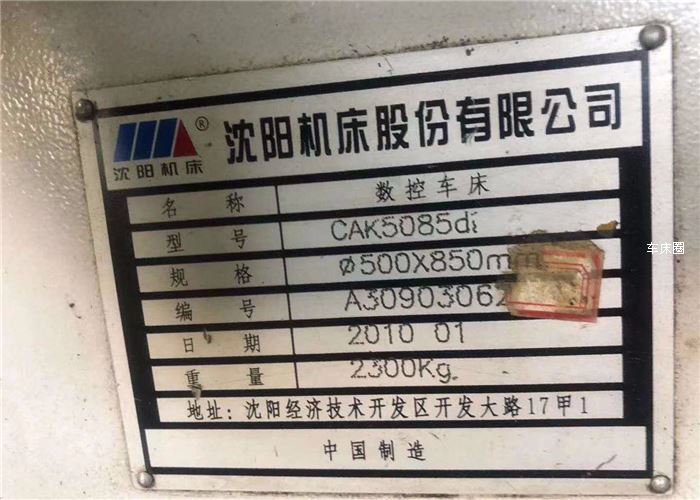 沈阳机床 ® 沈阳机床股份有限公司
名 称 数控车床
型 号 CAK5085di
规 格 ø500X850mm
编 号 A3090306
日 期 2010 01
重 量 2300Kg
地址：沈阳经济技术开发区开发大路17甲1
中国制造
车床圈